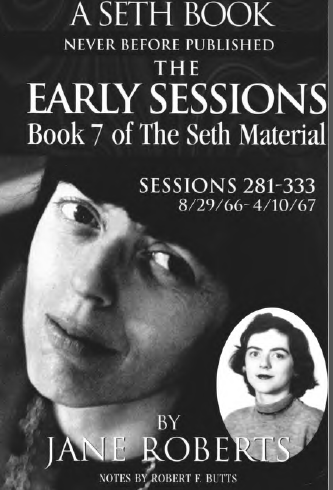 A SETH BOOK
NEVER BEFORE PUBLISHED
THE
EARLY SESSIONS
Book 7 of The Seth Material
SESSIONS 281-333
8/29/66- 4/10/67
BY
JANE ROBERTS
NOTES BY ROBERT F. BUTTS